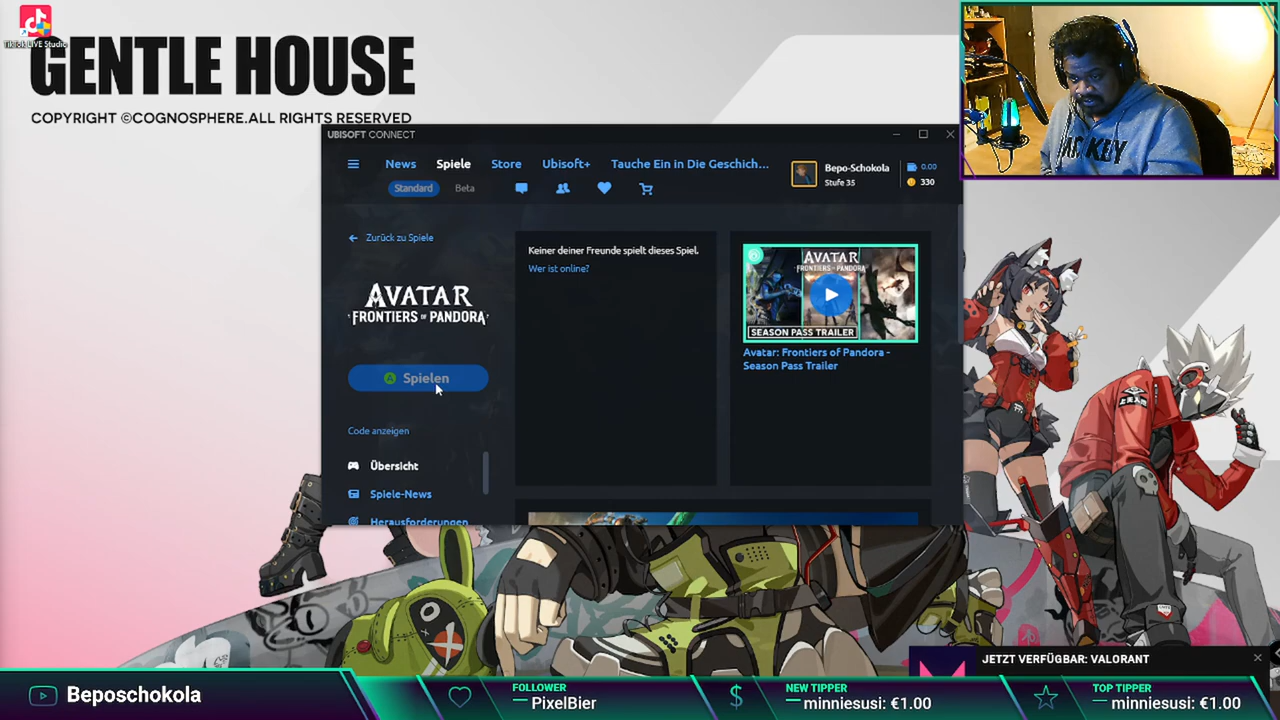 TikTok LIVE Studio
GENTLE HOUSE
COPYRIGHT ©COGNOSPHERE.ALL RIGHTS RESERVED
UBISOFT CONNECT
News
Spiele
Store
Ubisoft+
Tauche Ein in Die Geschich...
Bepo-Schokola
Stufe 35
0.00
330
Standard
Beta
Zurück zu Spiele
AVATAR
FRONTIERS OF PANDORA
Spielen
Code anzeigen
Übersicht
Spiele-News
Herausforderungen
Keiner deiner Freunde spielt dieses Spiel.
Wer ist online?
AVATAR
FRONTIERS OF PANDORA
SEASON PASS TRAILER
Avatar: Frontiers of Pandora -
Season Pass Trailer
JETZT VERFÜGBAR: VALORANT
Beposchokola
FOLLOWER
PixelBier
NEW TIPPER
minniesusi: €1.00
TOP TIPPER
minniesusi: €1.00